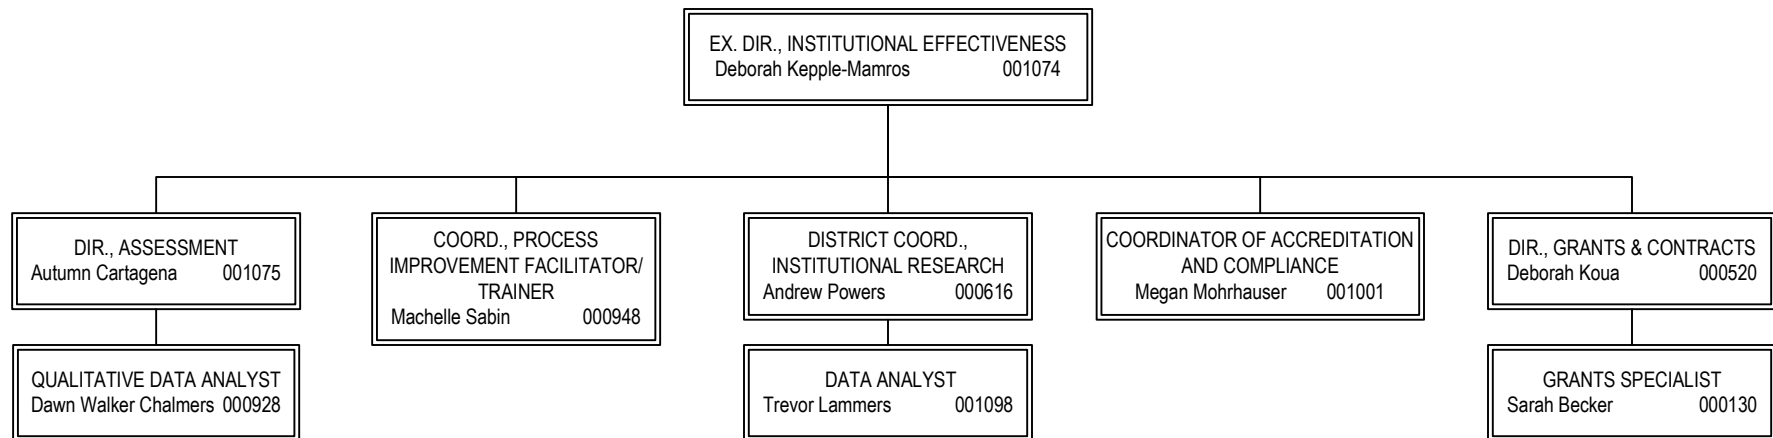 EX. DIR., INSTITUTIONAL EFFECTIVENESS
Deborah Kepple-Mamros 001074
DIR., ASSESSMENT
Autumn Cartagena 001075
COORD., PROCESS
IMPROVEMENT FACILITATOR/
TRAINER
Machelle Sabin 000948
DISTRICT COORD.,
INSTITUTIONAL RESEARCH
Andrew Powers 000616
COORDINATOR OF ACCREDITATION
AND COMPLIANCE
Megan Mohrhauser 001001
DIR., GRANTS & CONTRACTS
Deborah Koua 000520
QUALITATIVE DATA ANALYST
Dawn Walker Chalmers 000928
DATA ANALYST
Trevor Lammers 001098
GRANTS SPECIALIST
Sarah Becker 000130